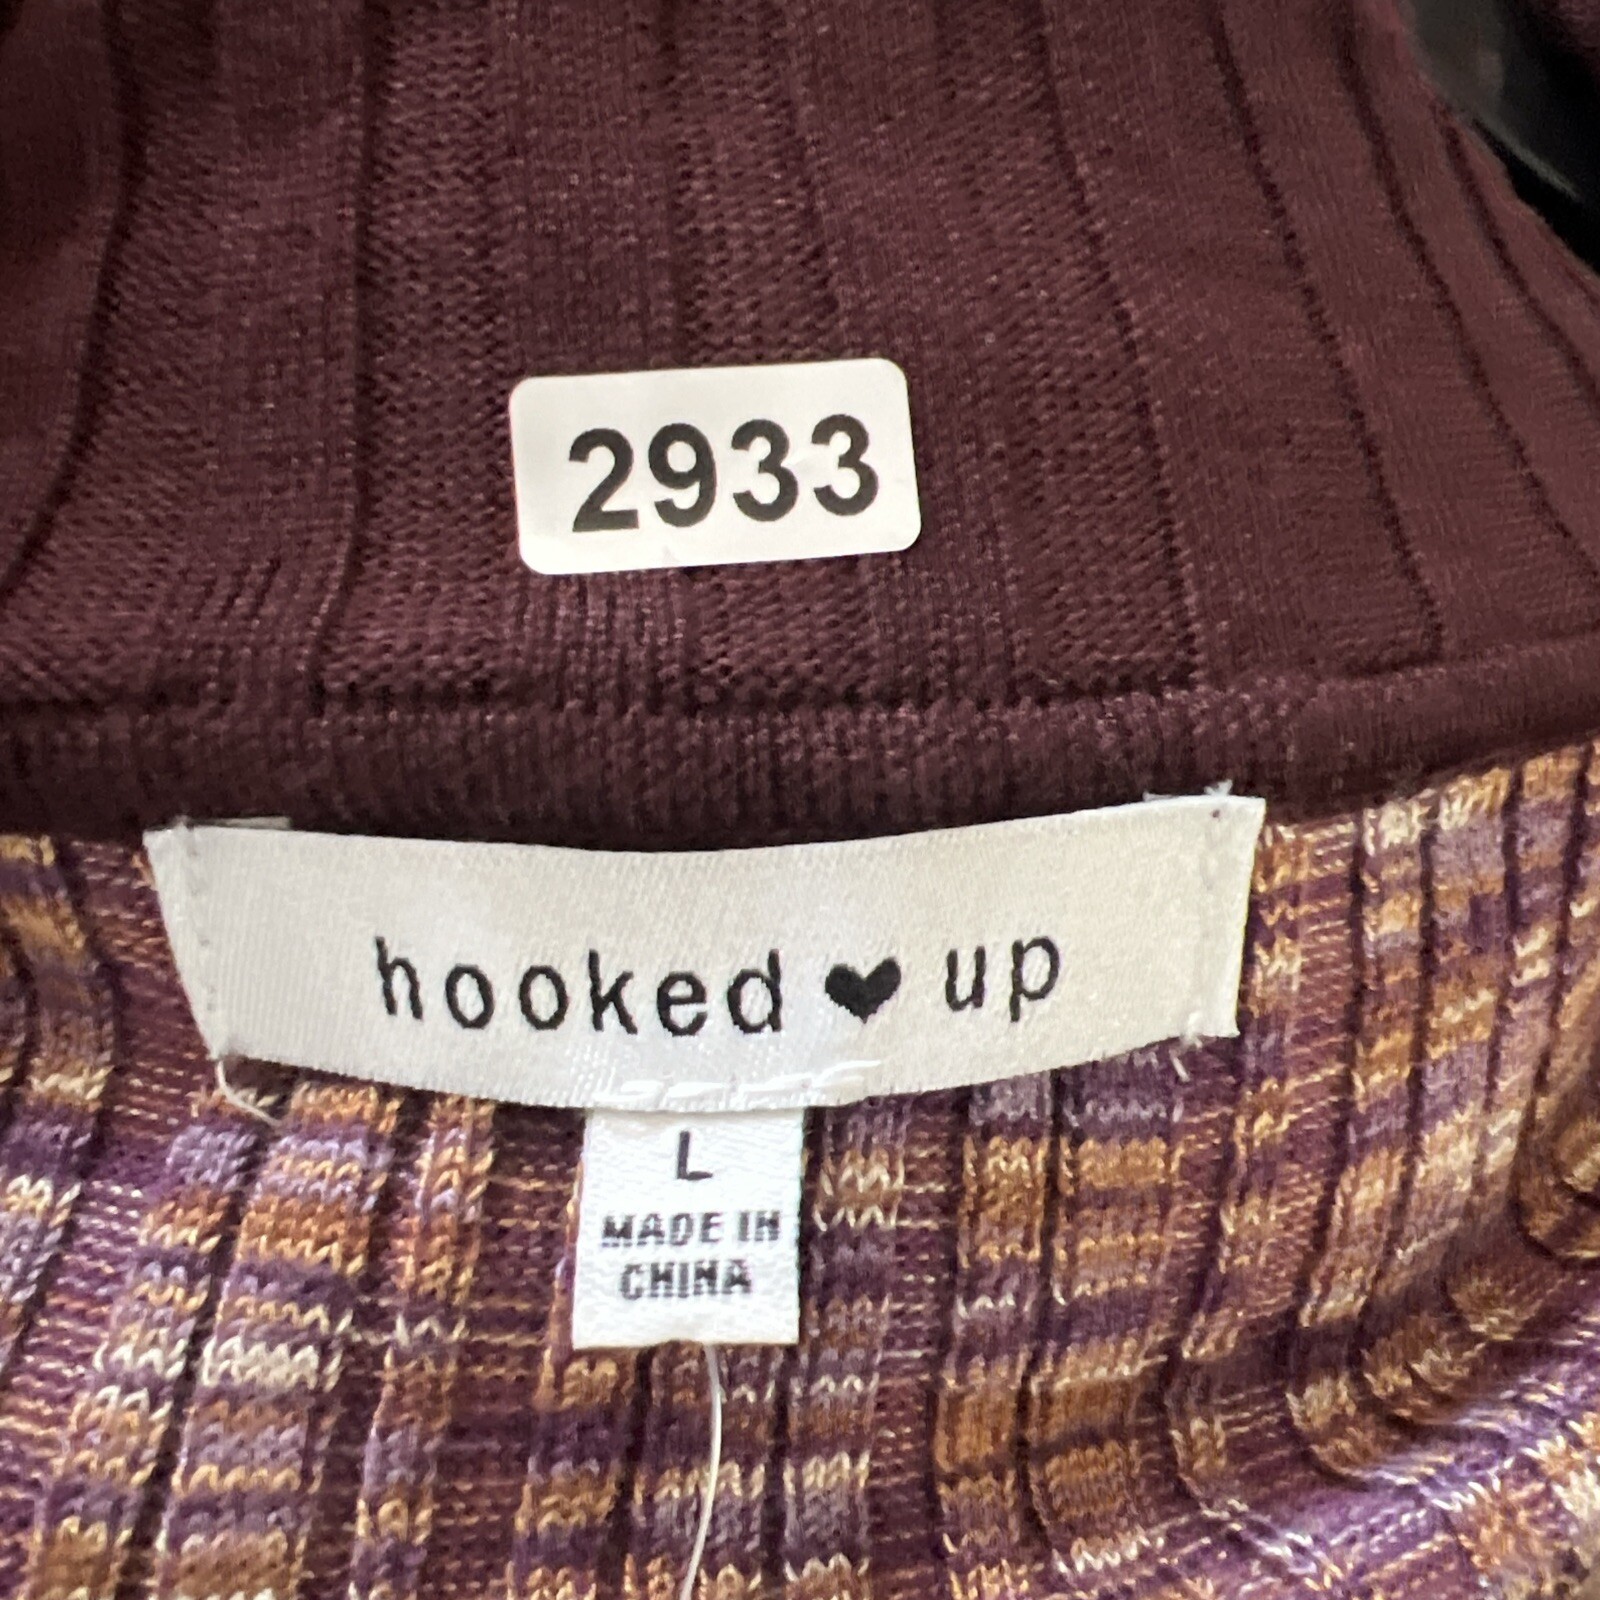 2933
hooked ♥ up
L
MADE IN
CHINA